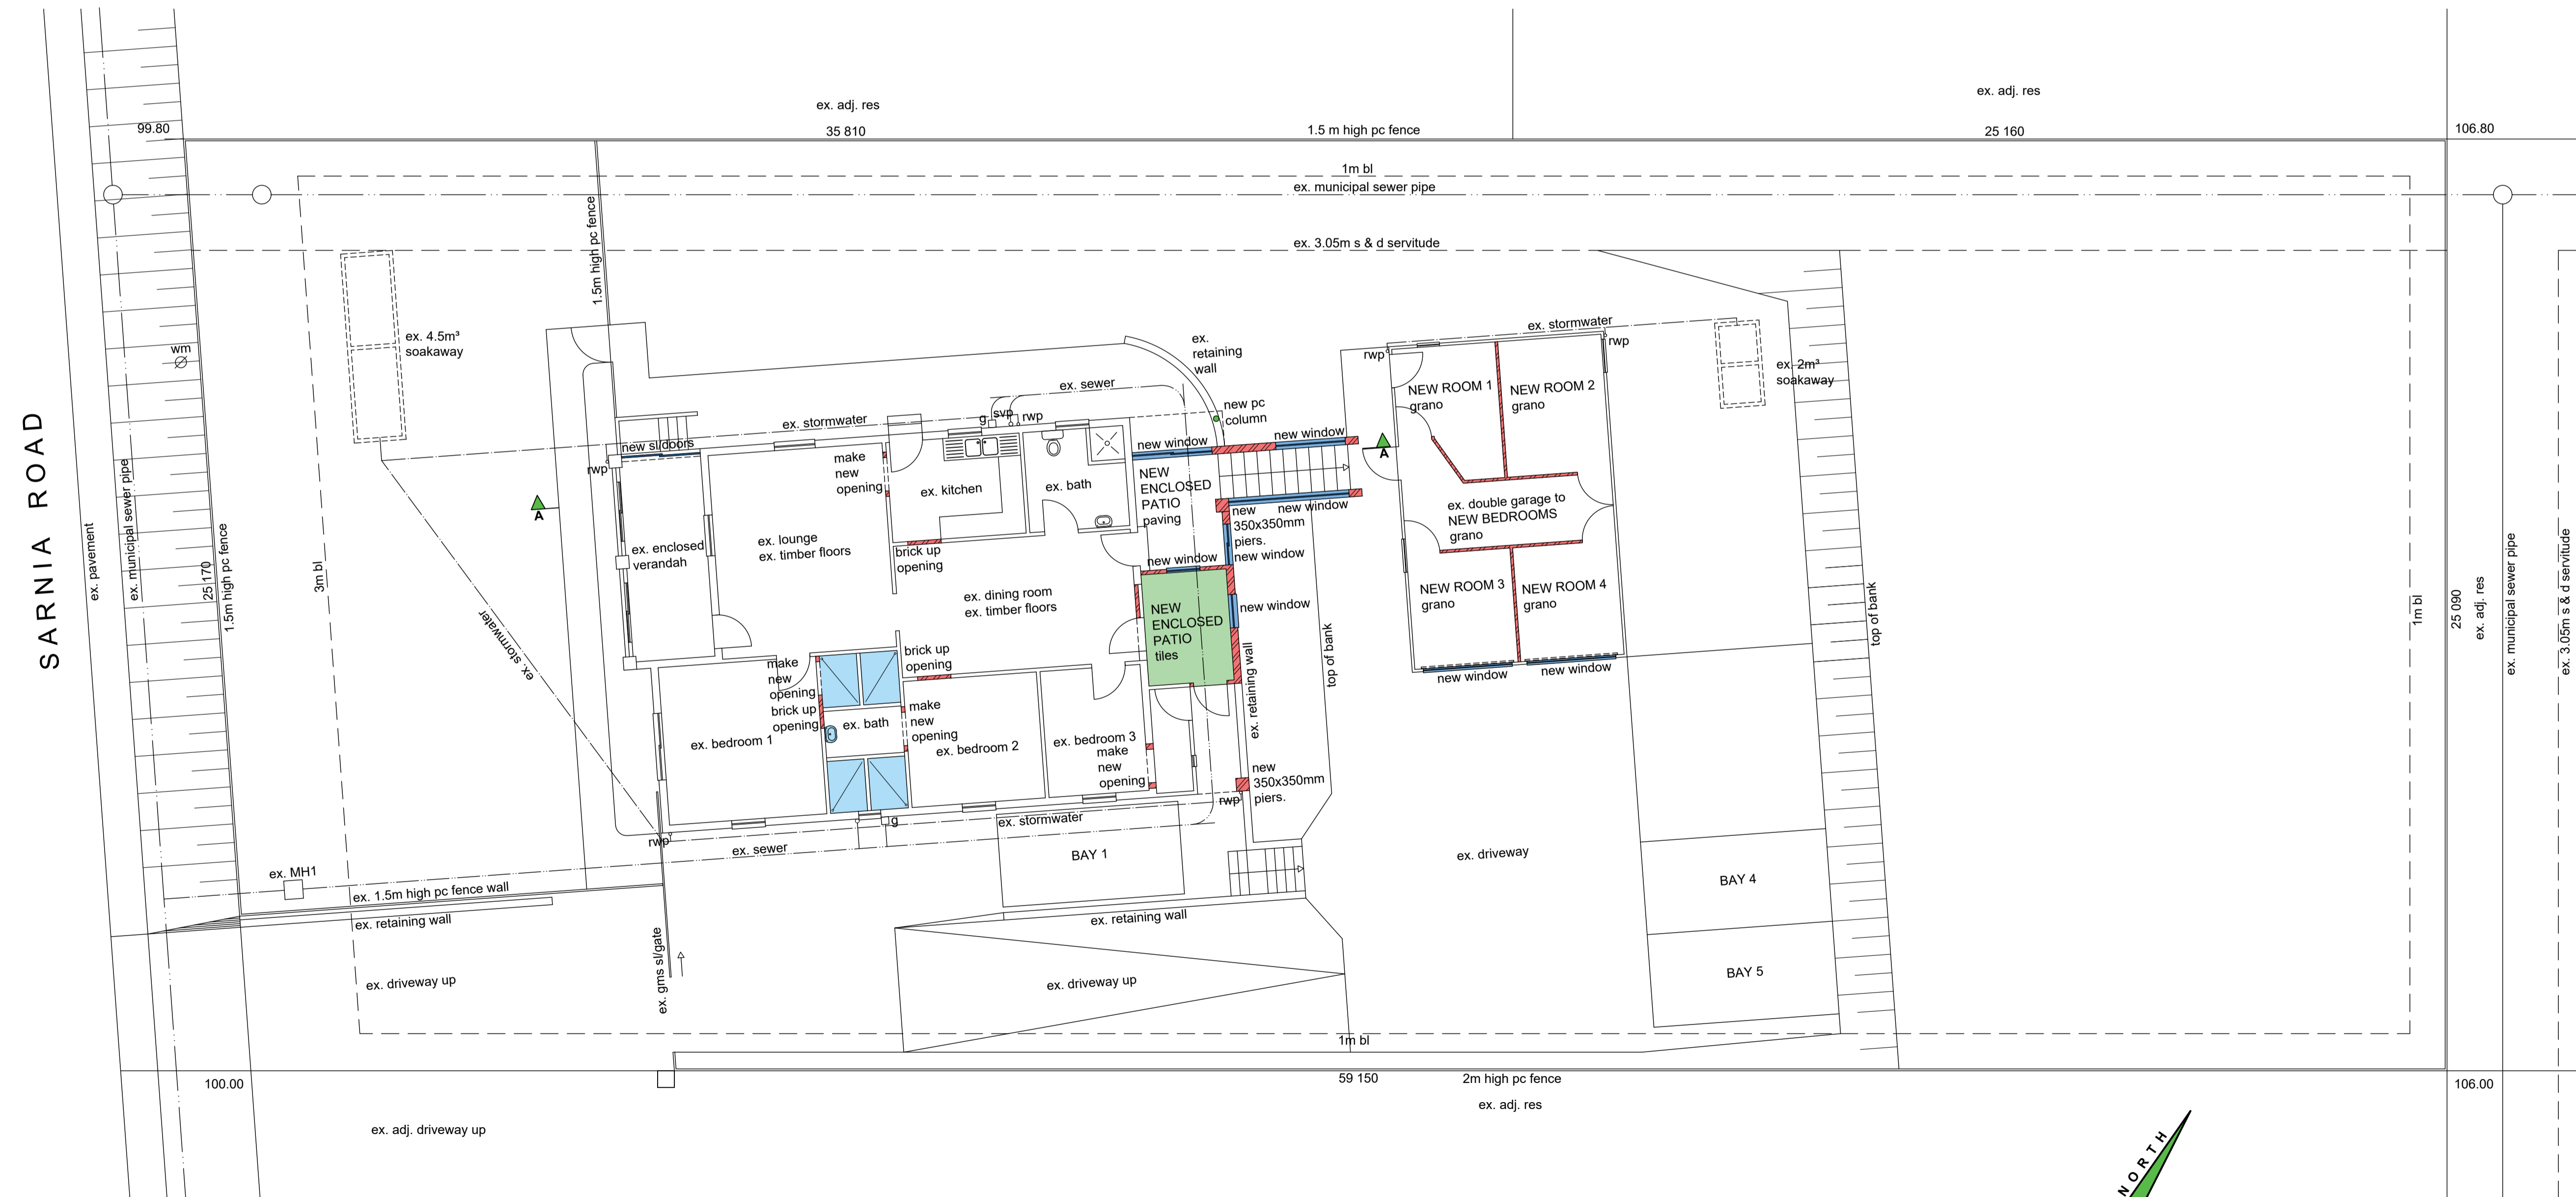 ex. adj. res
ex. adj. res
99.80
35 810
1.5 m high pc fence
25 160
106.80
1m bl
ex. municipal sewer pipe
1.5m high pc fence
ex. 3.05m s & d servitude
SARNIA ROAD
ex. pavement
ex. municipal sewer pipe
wm
25 170
1.5m high pc fence
3m bl
ex. 4.5m³
soakaway
ex. stormwater
A
rwp
new sl/doors
ex. stormwater
g
svp
rwp
ex. sewer
ex.
retaining
wall
new pc
column
new window
new window
rwp
ex. stormwater
rwp
ex. 2m³
soakaway
A
make
new
opening
ex. kitchen
ex. bath
NEW
ENCLOSED
PATIO
paving
new
350x350mm
piers.
new window
new window
new window
ex. enclosed
verandah
ex. lounge
ex. timber floors
brick up
opening
ex. dining room
ex. timber floors
NEW
ENCLOSED
PATIO
tiles
new window
NEW ROOM 1
grano
NEW ROOM 2
grano
ex. double garage to
NEW BEDROOMS
grano
NEW ROOM 3
grano
NEW ROOM 4
grano
new window
new window
top of bank
ex. retaining wall
top of bank
1m bl
25 090
ex. adj. res
ex. municipal sewer pipe
ex. 3.05m s & d servitude
make
new
opening
brick up
opening
brick up
opening
ex. bath
make
new
opening
ex. bedroom 1
ex. bedroom 2
ex. bedroom 3
make
new
opening
new
350x350mm
piers.
rwp
rwp
g
ex. sewer
ex. stormwater
BAY 1
ex. driveway
BAY 4
BAY 5
ex. MH1
ex. 1.5m high pc fence wall
ex. retaining wall
ex. retaining wall
ex. driveway up
ex. gms sl/gate
ex. driveway up
1m bl
100.00
59 150
2m high pc fence
106.00
ex. adj. res
ex. adj. driveway up
NORTH